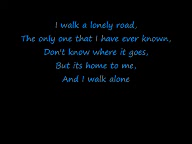 I walk a lonely road,
The only one that I have ever known,
Don't know where it goes,
But its home to me,
And I walk alone